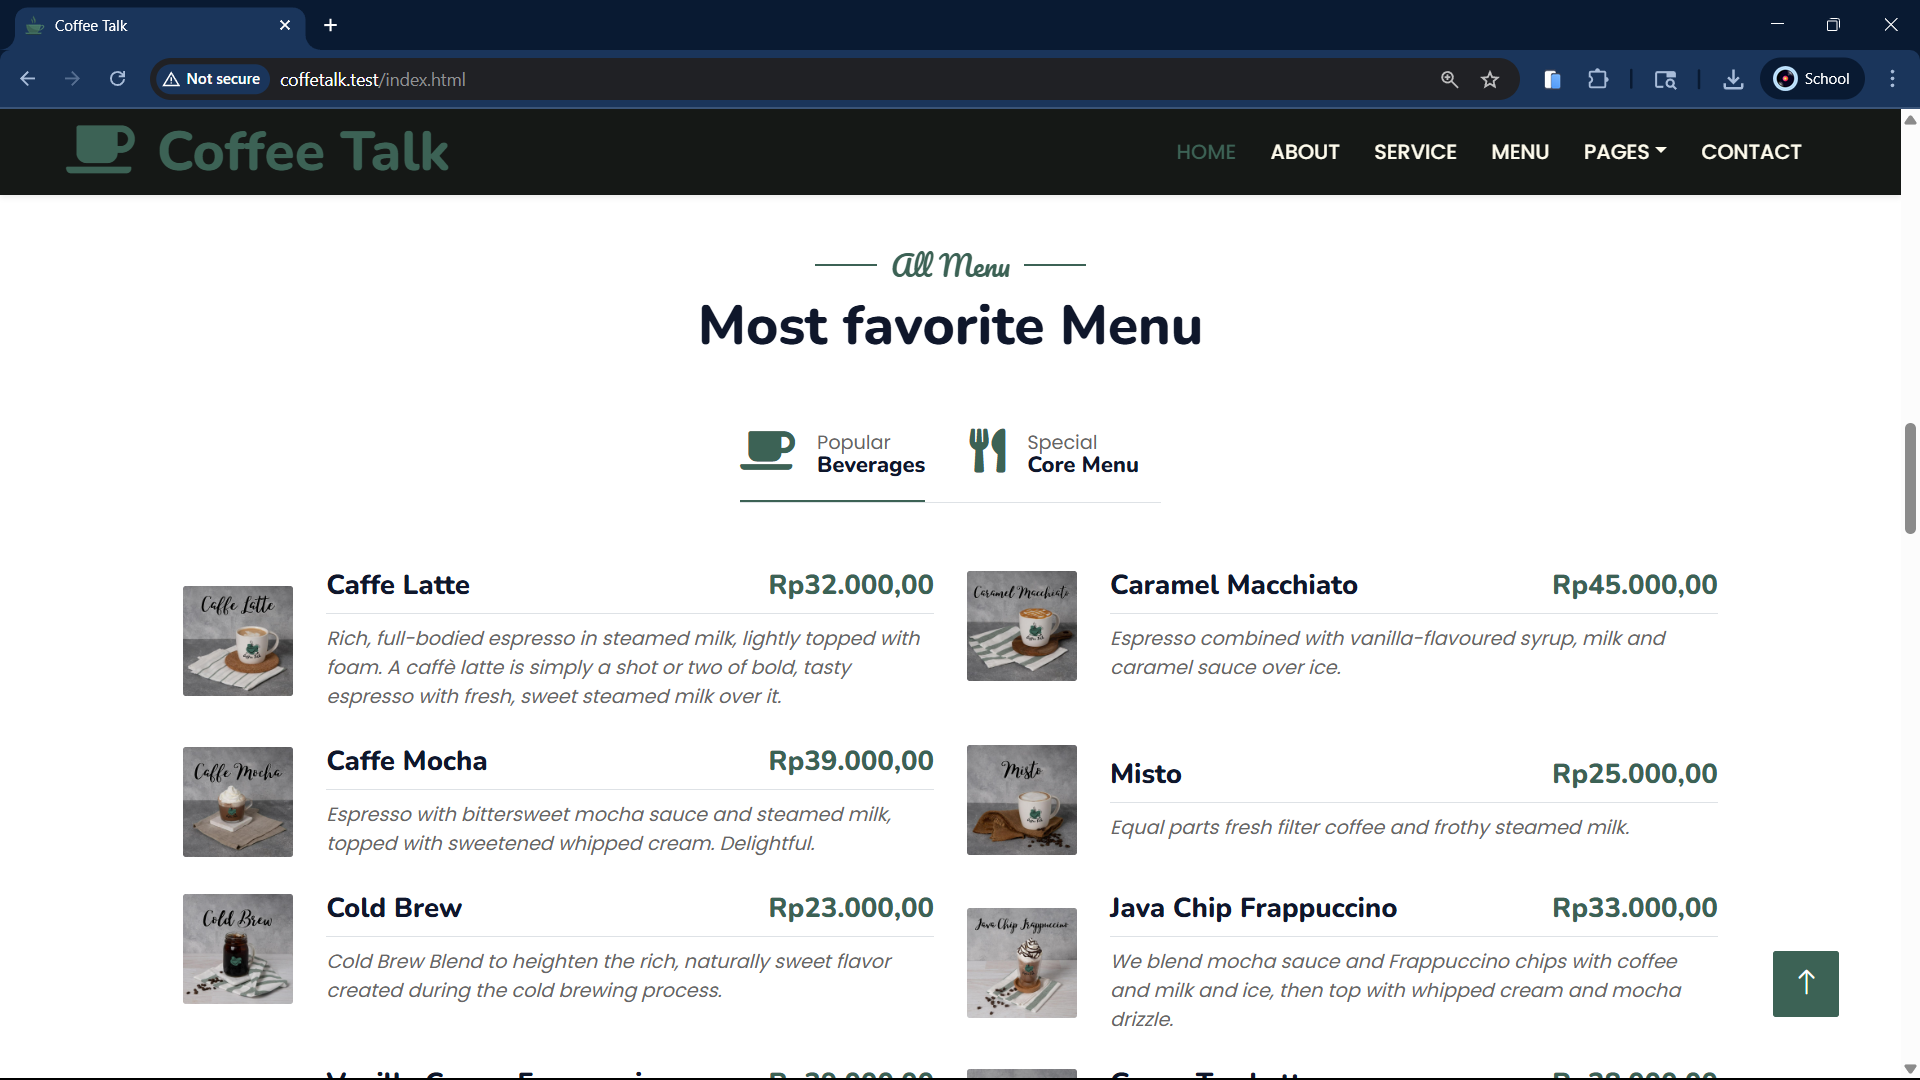 Coffee Talk
Not secure
coffetalk.test/index.html
School
Coffee Talk
HOME
ABOUT
SERVICE
MENU
PAGES
CONTACT
All Menu
Most favorite Menu
Popular
Beverages
Special
Core Menu
Caffe Latte
Caffe Latte
Rp32.000,00
Rich, full-bodied espresso in steamed milk, lightly topped with
foam. A caffè latte is simply a shot or two of bold, tasty
espresso with fresh, sweet steamed milk over it.
Caramel Macchiato
Caramel Macchiato
Rp45.000,00
Espresso combined with vanilla-flavoured syrup, milk and
caramel sauce over ice.
Caffe Mocha
Caffe Mocha
Rp39.000,00
Espresso with bittersweet mocha sauce and steamed milk,
topped with sweetened whipped cream. Delightful.
Misto
Misto
Rp25.000,00
Equal parts fresh filter coffee and frothy steamed milk.
Cold Brew
Cold Brew
Rp23.000,00
Cold Brew Blend to heighten the rich, naturally sweet flavor
created during the cold brewing process.
Java Chip Frappuccino
Java Chip Frappuccino
Rp33.000,00
We blend mocha sauce and Frappuccino chips with coffee
and milk and ice, then top with whipped cream and mocha
drizzle.